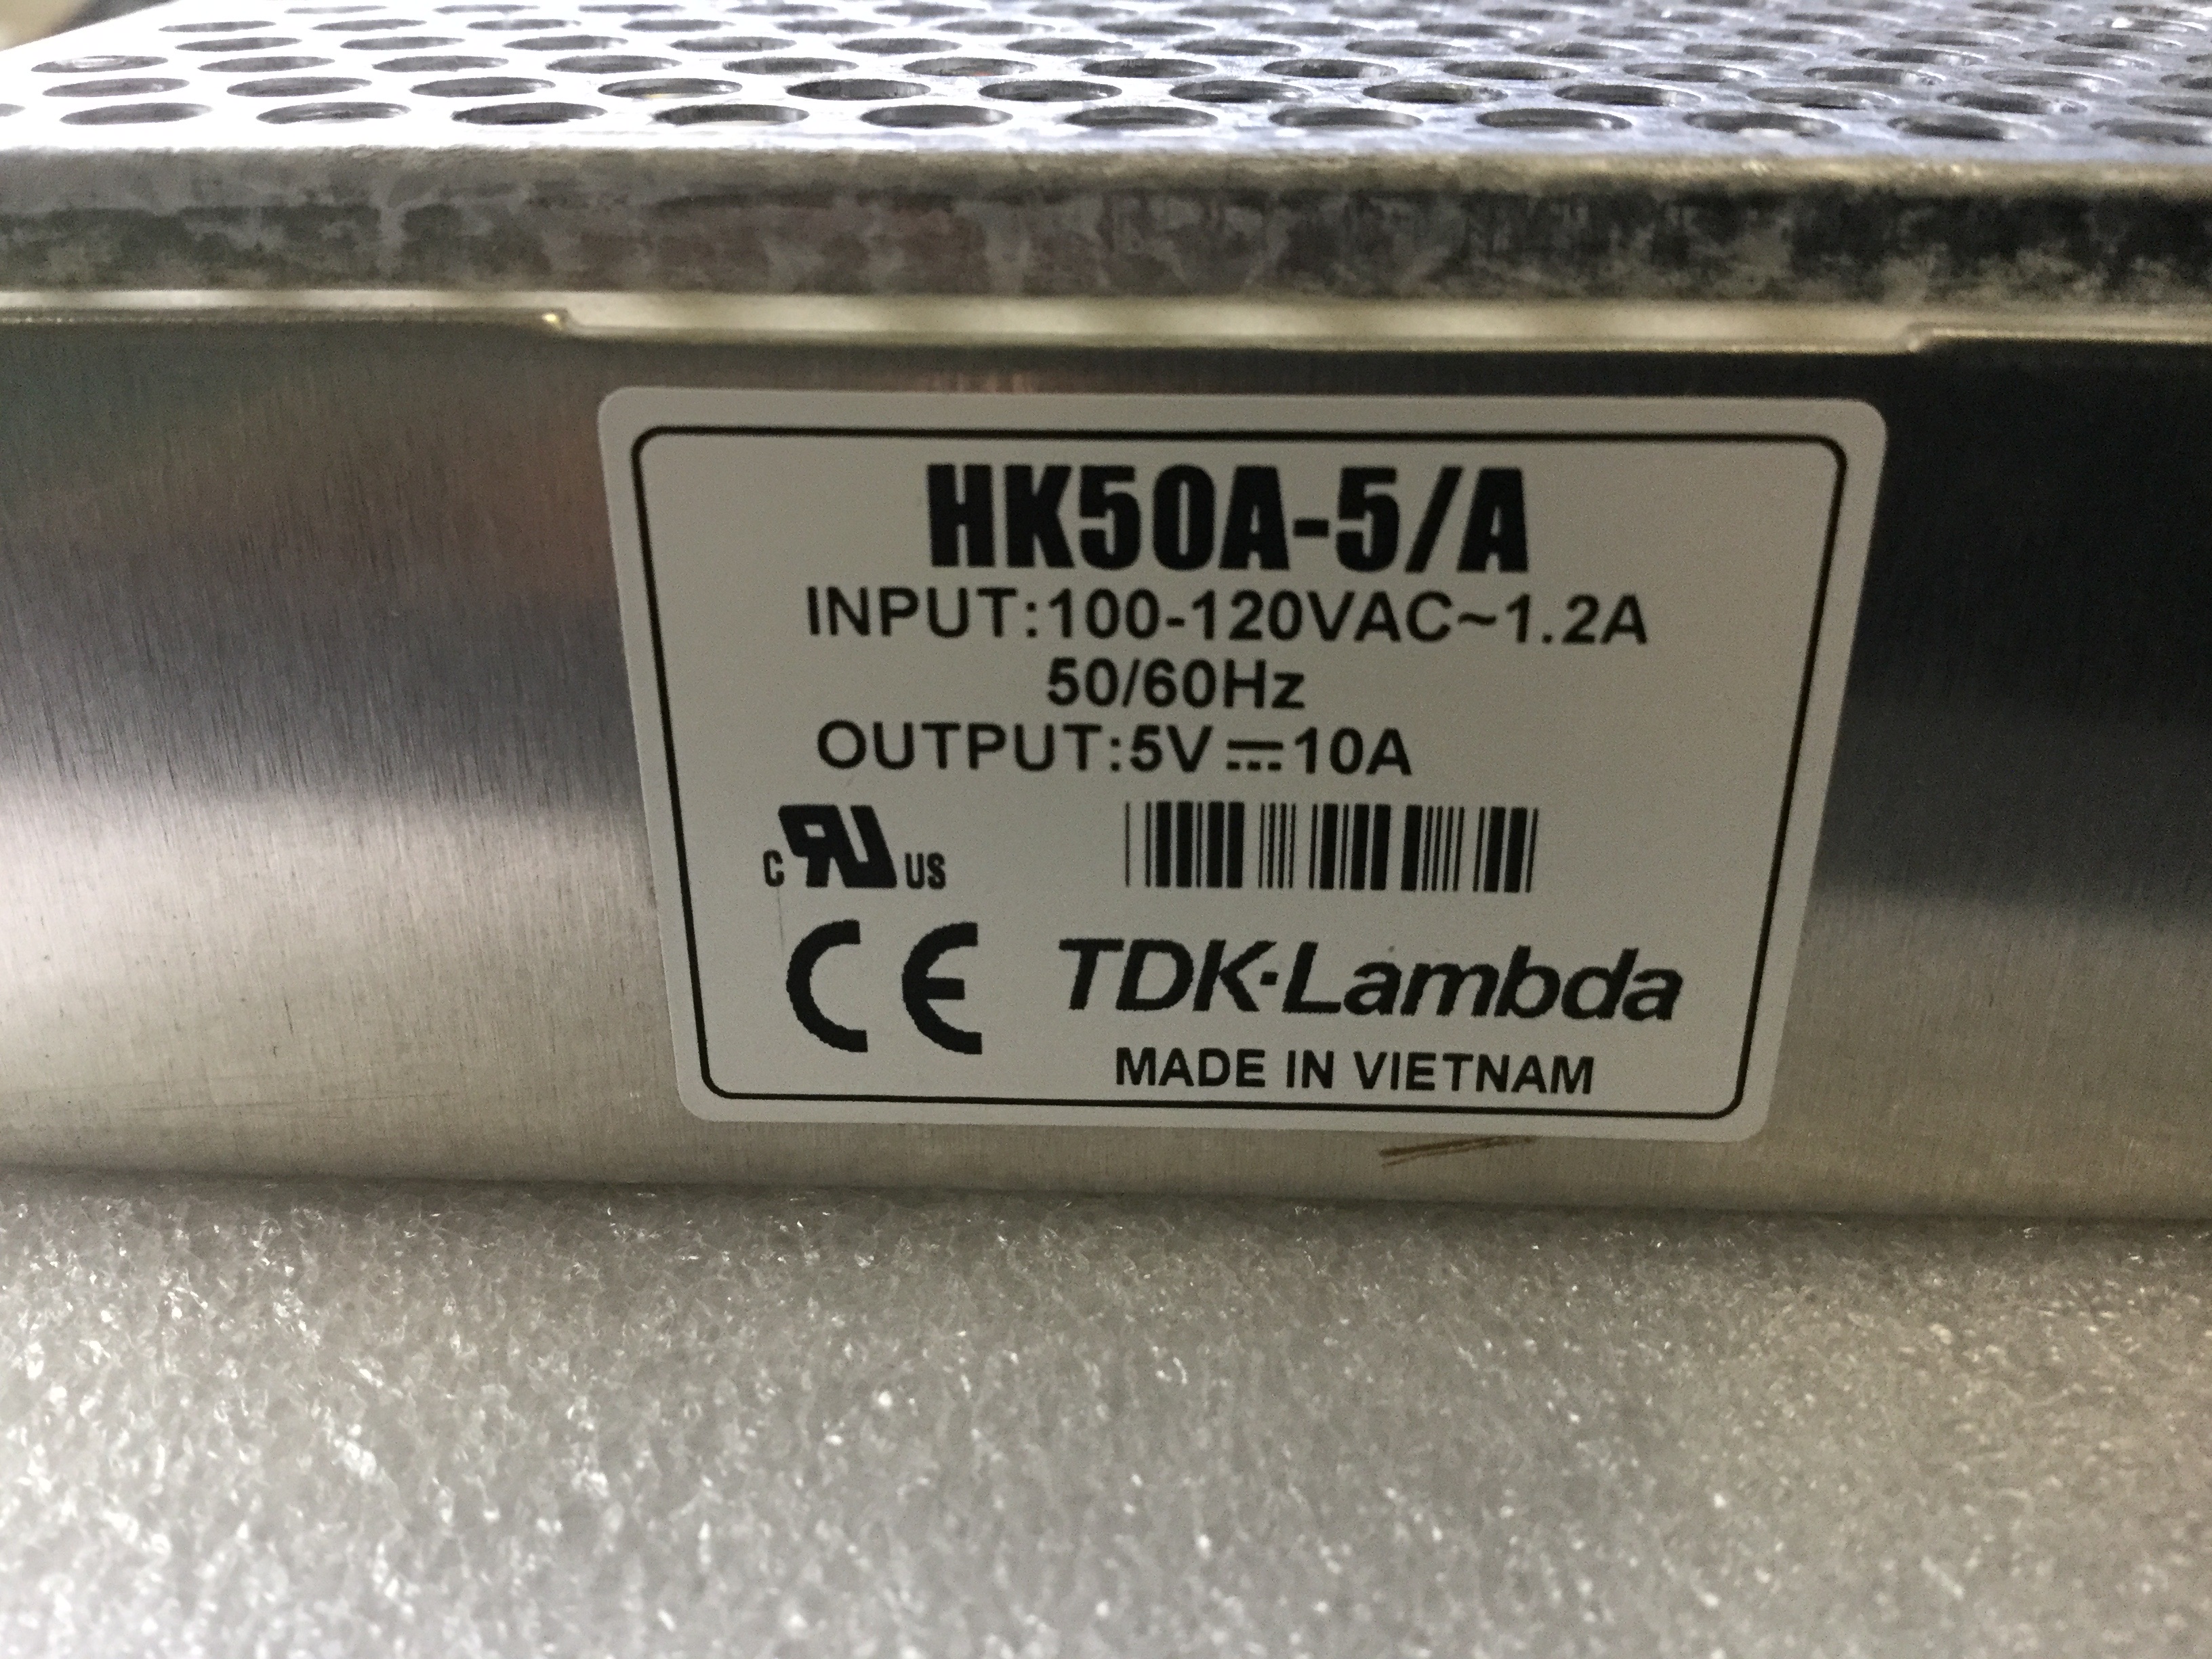 HK50A-5/A
INPUT:100-120VAC~1.2A
50/60Hz
OUTPUT:5V⎓10A
c RU US
CE
TDK·Lambda
MADE IN VIETNAM